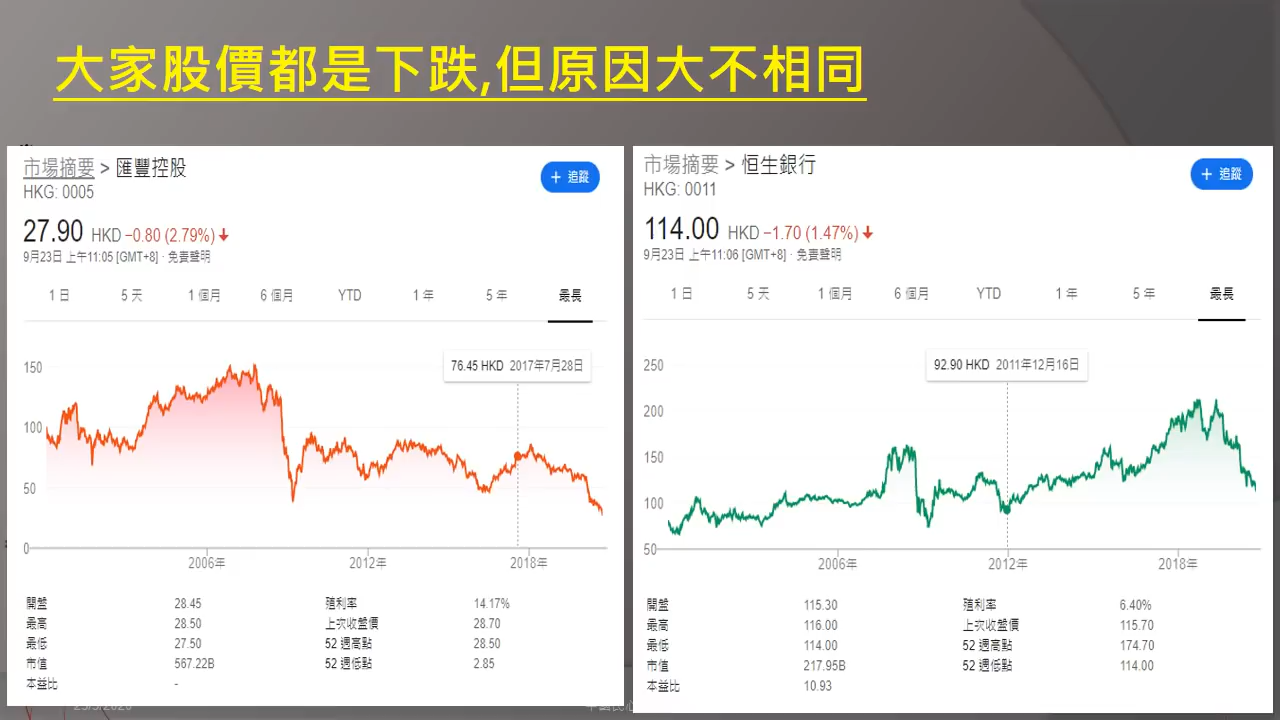 大家股價都是下跌,但原因大不相同
市場摘要 > 匯豐控股
HKG: 0005
追蹤
27.90 HKD −0.80 (2.79%)
9月23日 上午11:05 [GMT+8] · 免責聲明
1 日 5 天 1 個月 6 個月 YTD 1 年 5 年 最長
76.45 HKD 2017年7月28日
150
100
50
0
2006年 2012年 2018年
開盤 28.45 殖利率 14.17%
最高 28.50 上次收盤價 28.70
最低 27.50 52 週高點 28.50
市值 567.22B 52 週低點 2.85
本益比 -
市場摘要 > 恒生銀行
HKG: 0011
追蹤
114.00 HKD −1.70 (1.47%)
9月23日 上午11:06 [GMT+8] · 免責聲明
1 日 5 天 1 個月 6 個月 YTD 1 年 5 年 最長
92.90 HKD 2011年12月16日
250
200
150
100
50
2006年 2012年 2018年
開盤 115.30 殖利率 6.40%
最高 116.00 上次收盤價 115.70
最低 114.00 52 週高點 174.70
市值 217.95B 52 週低點 114.00
本益比 10.93